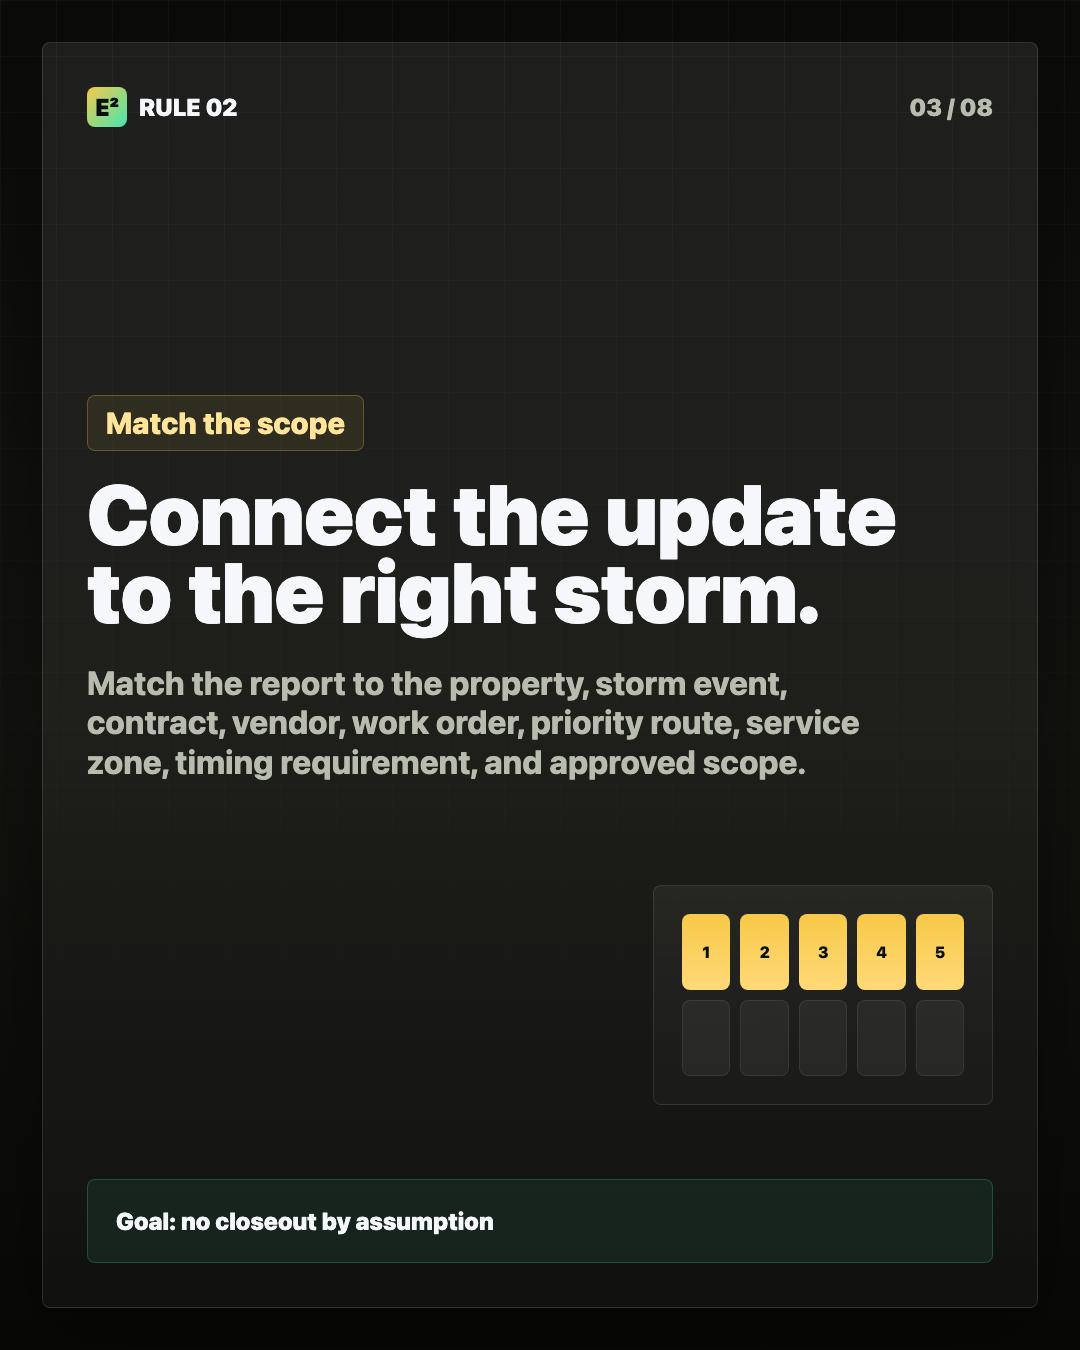 E² RULE 02
03 / 08
Match the scope
Connect the update
to the right storm.
Match the report to the property, storm event,
contract, vendor, work order, priority route, service
zone, timing requirement, and approved scope.
1 2 3 4 5
Goal: no closeout by assumption